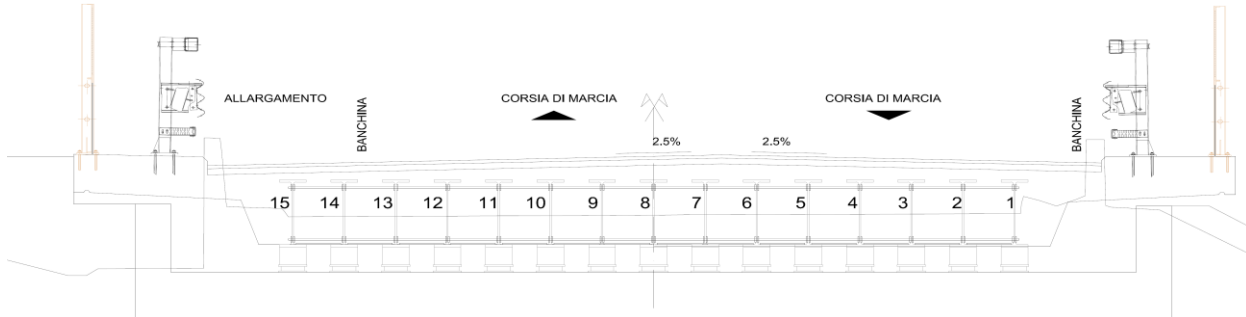 ALLARGAMENTO
BANCHINA
CORSIA DI MARCIA
CORSIA DI MARCIA
BANCHINA
2.5%
2.5%
15 14 13 12 11 10 9 8 7 6 5 4 3 2 1